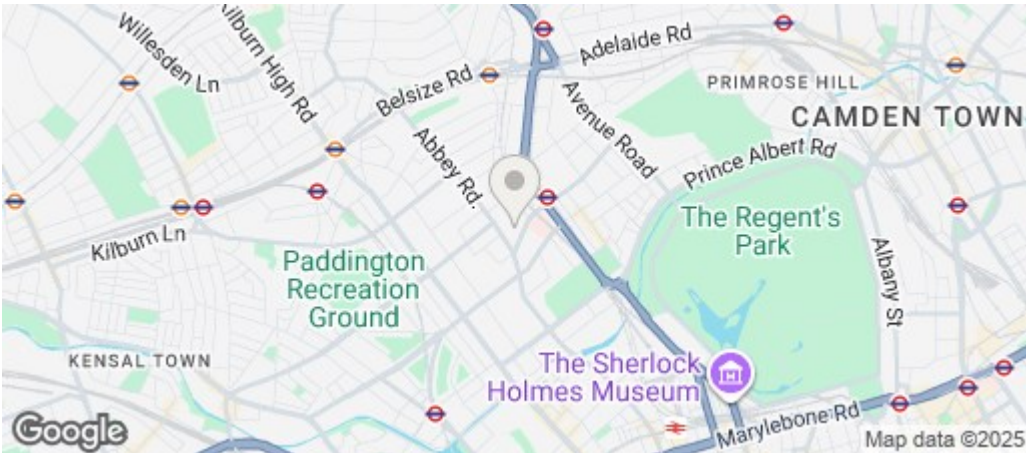 Willesden Ln
Kilburn High Rd
Adelaide Rd
Belsize Rd
PRIMROSE HILL
Avenue Road
CAMDEN TOWN
Abbey Rd.
Prince Albert Rd
Kilburn Ln
The Regent's
Park
Paddington
Recreation
Ground
Albany St
KENSAL TOWN
The Sherlock
Holmes Museum
Marylebone Rd
Google
Map data ©2025